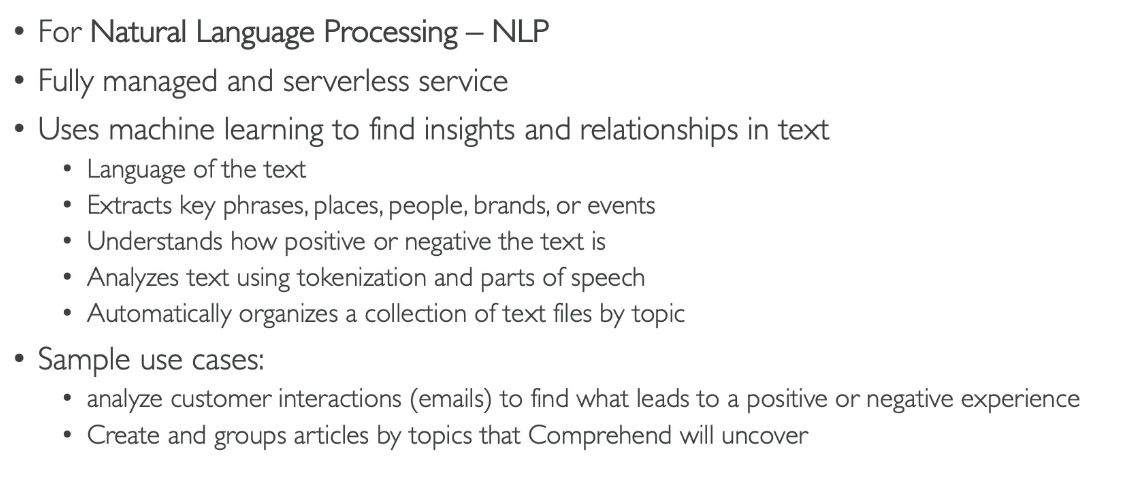 • For Natural Language Processing – NLP
• Fully managed and serverless service
• Uses machine learning to find insights and relationships in text
• Language of the text
• Extracts key phrases, places, people, brands, or events
• Understands how positive or negative the text is
• Analyzes text using tokenization and parts of speech
• Automatically organizes a collection of text files by topic
• Sample use cases:
• analyze customer interactions (emails) to find what leads to a positive or negative experience
• Create and groups articles by topics that Comprehend will uncover